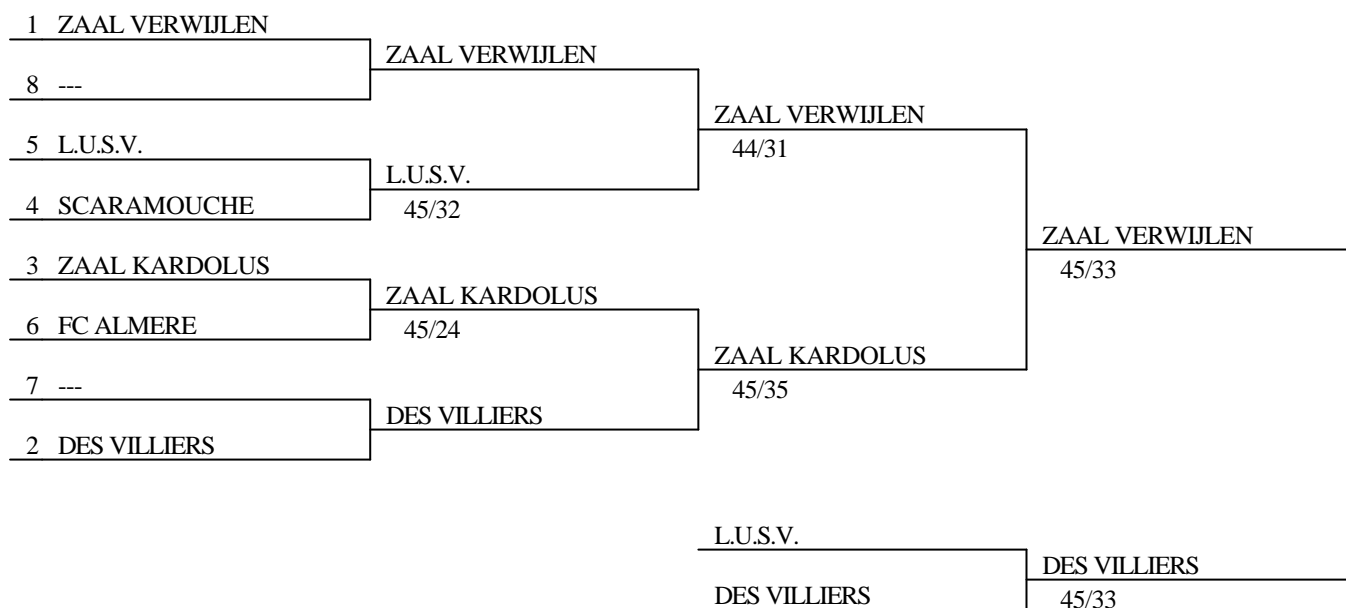 1 ZAAL VERWIJLEN
ZAAL VERWIJLEN
8 ---
ZAAL VERWIJLEN
44/31
5 L.U.S.V.
L.U.S.V.
45/32
4 SCARAMOUCHE
ZAAL VERWIJLEN
45/33
3 ZAAL KARDOLUS
ZAAL KARDOLUS
45/24
6 FC ALMERE
ZAAL KARDOLUS
45/35
7 ---
DES VILLIERS
2 DES VILLIERS
L.U.S.V.
DES VILLIERS
45/33
DES VILLIERS